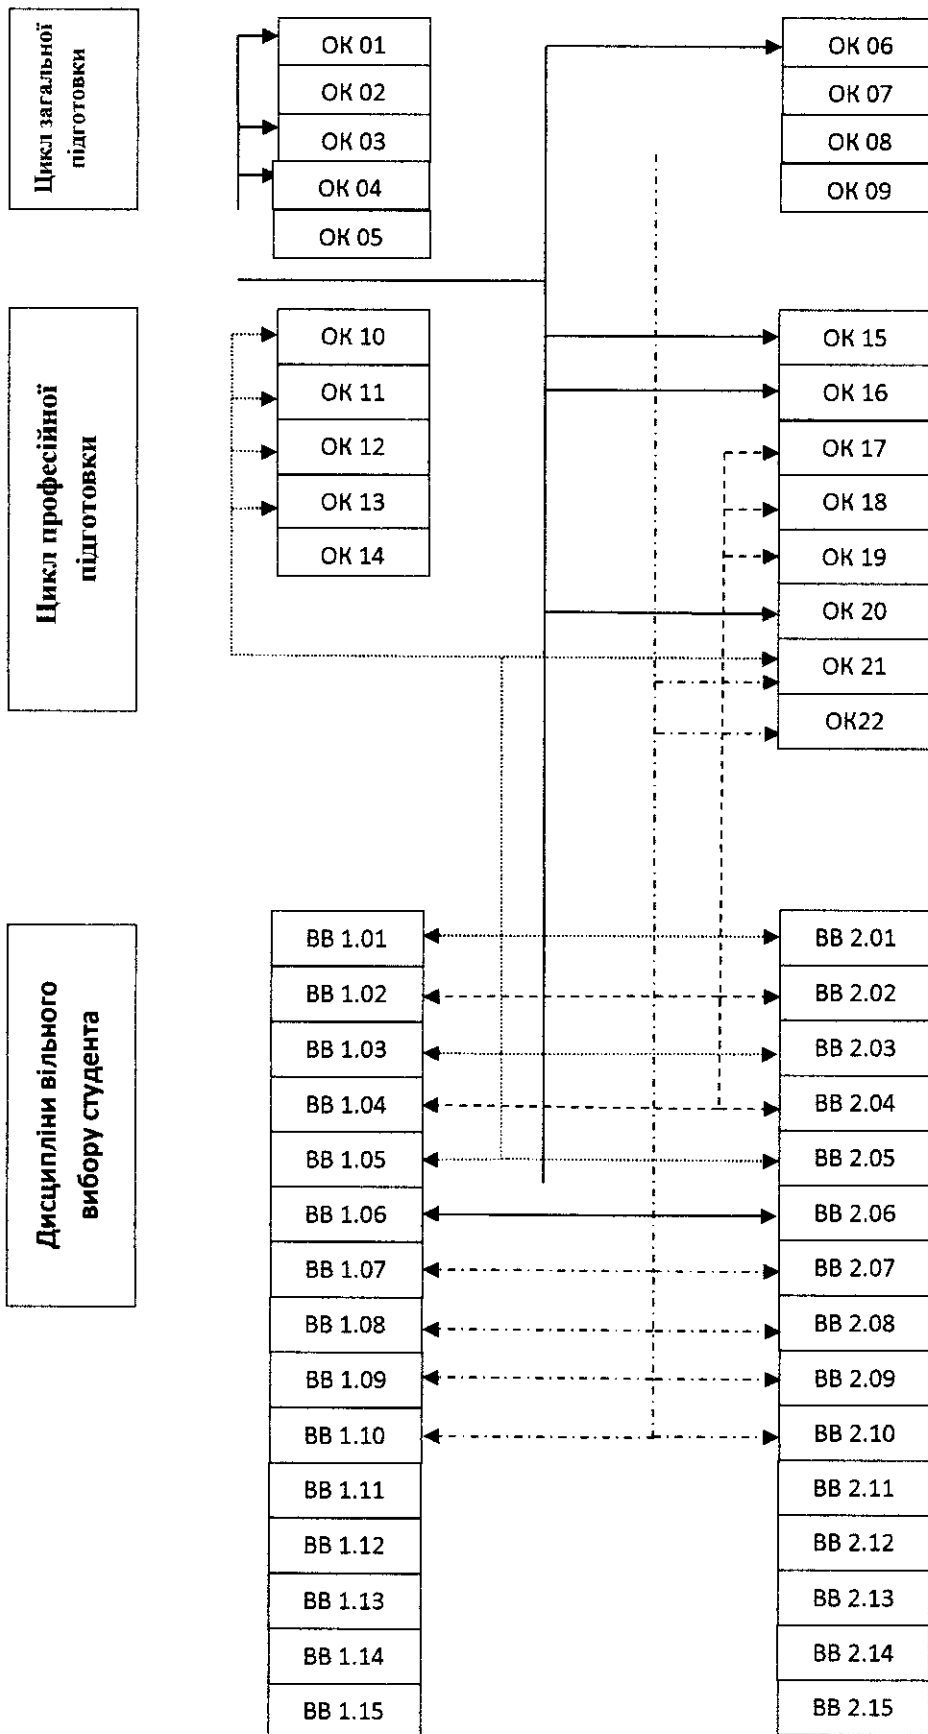 Цикл загальної
підготовки
ОК 01
ОК 02
ОК 03
ОК 04
ОК 05
ОК 06
ОК 07
ОК 08
ОК 09
Цикл професійної
підготовки
ОК 10
ОК 11
ОК 12
ОК 13
ОК 14
ОК 15
ОК 16
ОК 17
ОК 18
ОК 19
ОК 20
ОК 21
ОК22
Дисципліни вільного
вибору студента
ВВ 1.01
ВВ 1.02
ВВ 1.03
ВВ 1.04
ВВ 1.05
ВВ 1.06
ВВ 1.07
ВВ 1.08
ВВ 1.09
ВВ 1.10
ВВ 1.11
ВВ 1.12
ВВ 1.13
ВВ 1.14
ВВ 1.15
ВВ 2.01
ВВ 2.02
ВВ 2.03
ВВ 2.04
ВВ 2.05
ВВ 2.06
ВВ 2.07
ВВ 2.08
ВВ 2.09
ВВ 2.10
ВВ 2.11
ВВ 2.12
ВВ 2.13
ВВ 2.14
ВВ 2.15